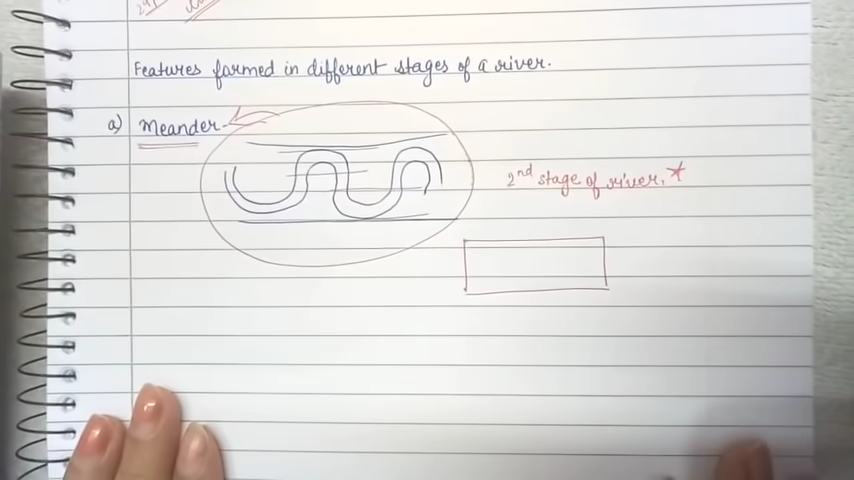 Features formed in different stages of a river.
a) Meander-
2nd stage of river. *